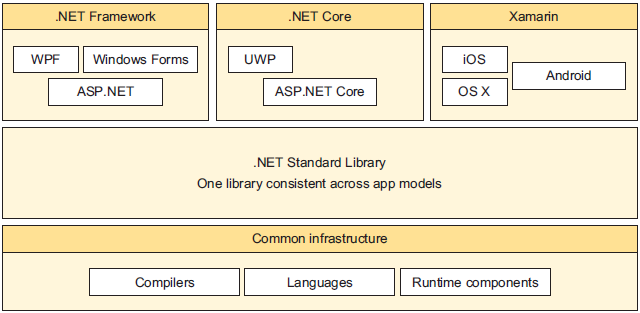 .NET Framework
WPF
Windows Forms
ASP.NET
.NET Core
UWP
ASP.NET Core
Xamarin
iOS
Android
OS X
.NET Standard Library
One library consistent across app models
Common infrastructure
Compilers
Languages
Runtime components